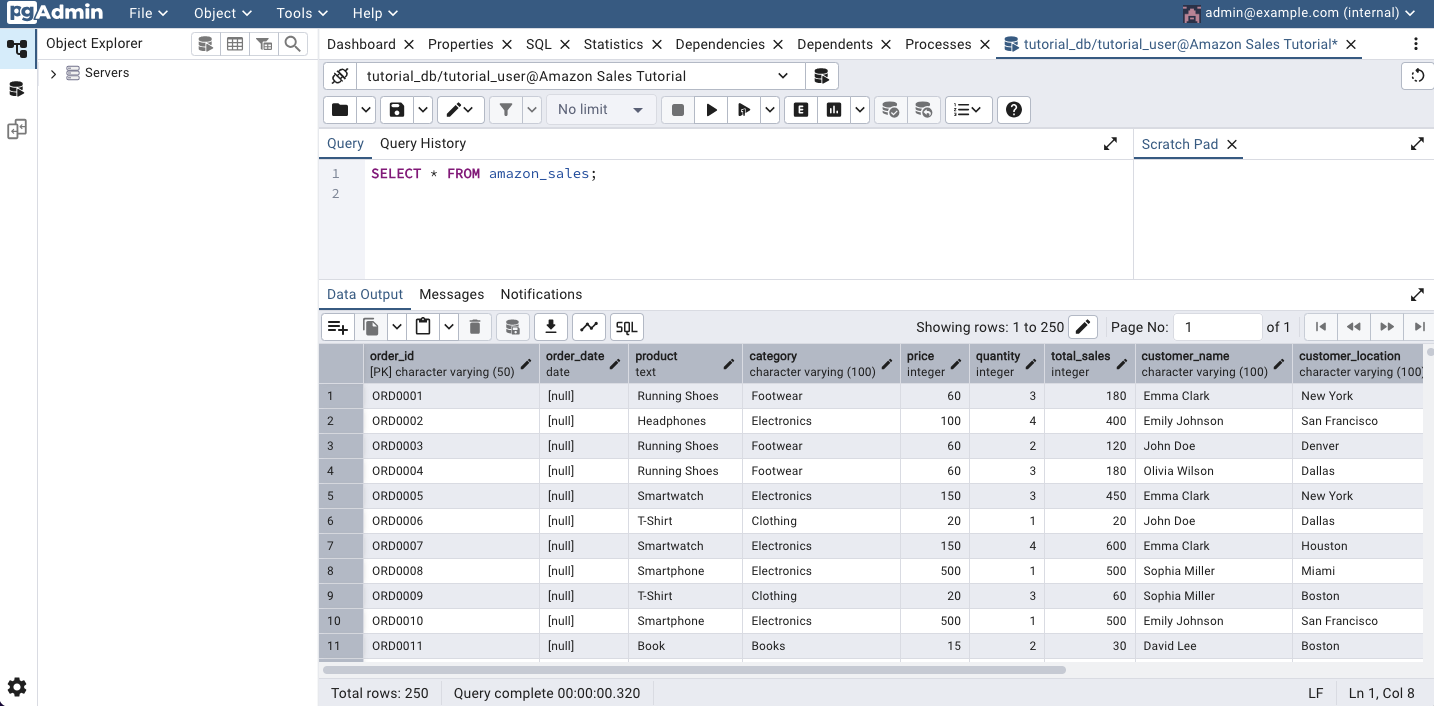 pgAdmin File Object Tools Help admin@example.com (internal)
Object Explorer
Servers
Dashboard Properties SQL Statistics Dependencies Dependents Processes tutorial_db/tutorial_user@Amazon Sales Tutorial*
tutorial_db/tutorial_user@Amazon Sales Tutorial
No limit E
Query Query History Scratch Pad
1 SELECT * FROM amazon_sales;
2
Data Output Messages Notifications
SQL Showing rows: 1 to 250 Page No: 1 of 1
order_id order_date product category price quantity total_sales customer_name customer_location
[PK] character varying (50) date text character varying (100) integer integer integer character varying (100) character varying (100)
1 ORD0001 [null] Running Shoes Footwear 60 3 180 Emma Clark New York
2 ORD0002 [null] Headphones Electronics 100 4 400 Emily Johnson San Francisco
3 ORD0003 [null] Running Shoes Footwear 60 2 120 John Doe Denver
4 ORD0004 [null] Running Shoes Footwear 60 3 180 Olivia Wilson Dallas
5 ORD0005 [null] Smartwatch Electronics 150 3 450 Emma Clark New York
6 ORD0006 [null] T-Shirt Clothing 20 1 20 John Doe Dallas
7 ORD0007 [null] Smartwatch Electronics 150 4 600 Emma Clark Houston
8 ORD0008 [null] Smartphone Electronics 500 1 500 Sophia Miller Miami
9 ORD0009 [null] T-Shirt Clothing 20 3 60 Sophia Miller Boston
10 ORD0010 [null] Smartphone Electronics 500 1 500 Emily Johnson San Francisco
11 ORD0011 [null] Book Books 15 2 30 David Lee Boston
Total rows: 250 Query complete 00:00:00.320 LF Ln 1, Col 8